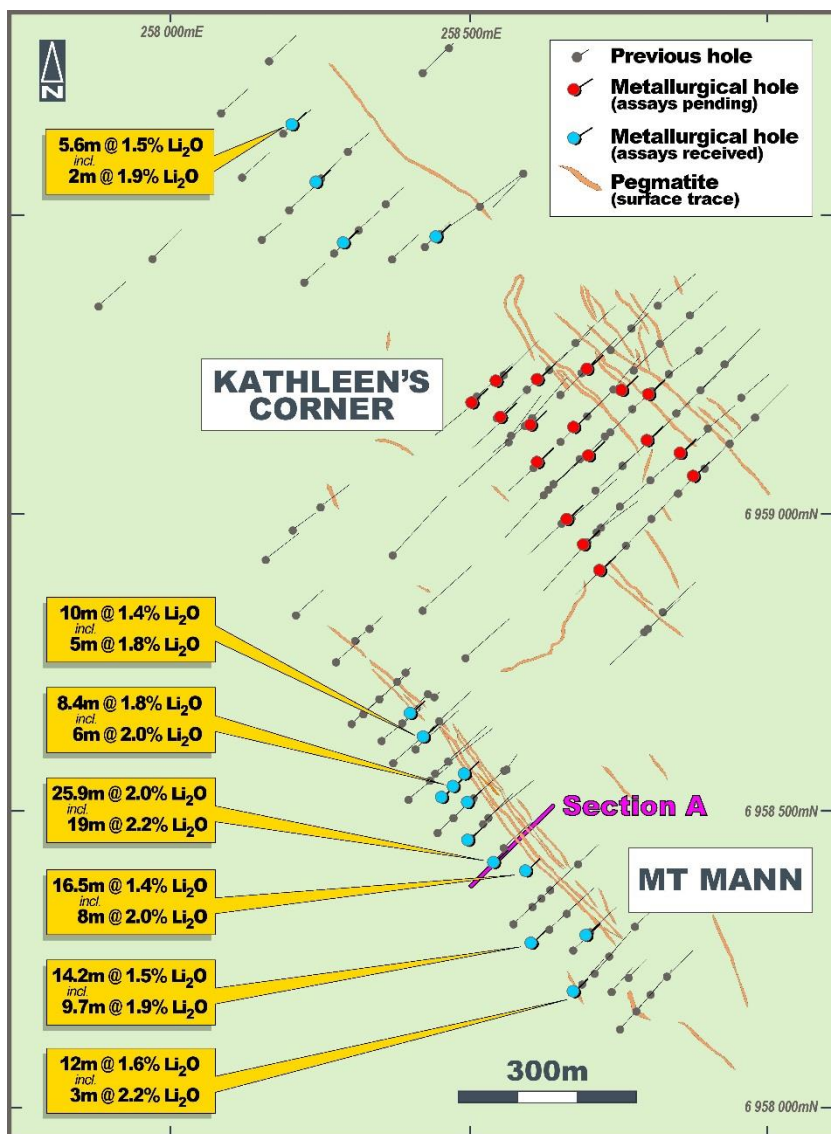 258 000mE
258 500mE
N
Previous hole
Metallurgical hole
(assays pending)
Metallurgical hole
(assays received)
Pegmatite
(surface trace)
5.6m @ 1.5% Li₂O
incl.
2m @ 1.9% Li₂O
KATHLEEN'S
CORNER
6 959 000mN
10m @ 1.4% Li₂O
incl.
5m @ 1.8% Li₂O
8.4m @ 1.8% Li₂O
incl.
6m @ 2.0% Li₂O
25.9m @ 2.0% Li₂O
incl.
19m @ 2.2% Li₂O
Section A
6 958 500mN
MT MANN
16.5m @ 1.4% Li₂O
incl.
8m @ 2.0% Li₂O
14.2m @ 1.5% Li₂O
incl.
9.7m @ 1.9% Li₂O
12m @ 1.6% Li₂O
incl.
3m @ 2.2% Li₂O
300m
6 958 000mN